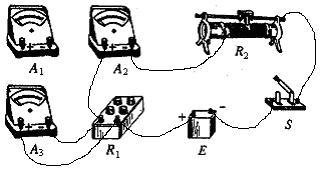 A₁ A₂ R₂
A₃ R₁ + E − S